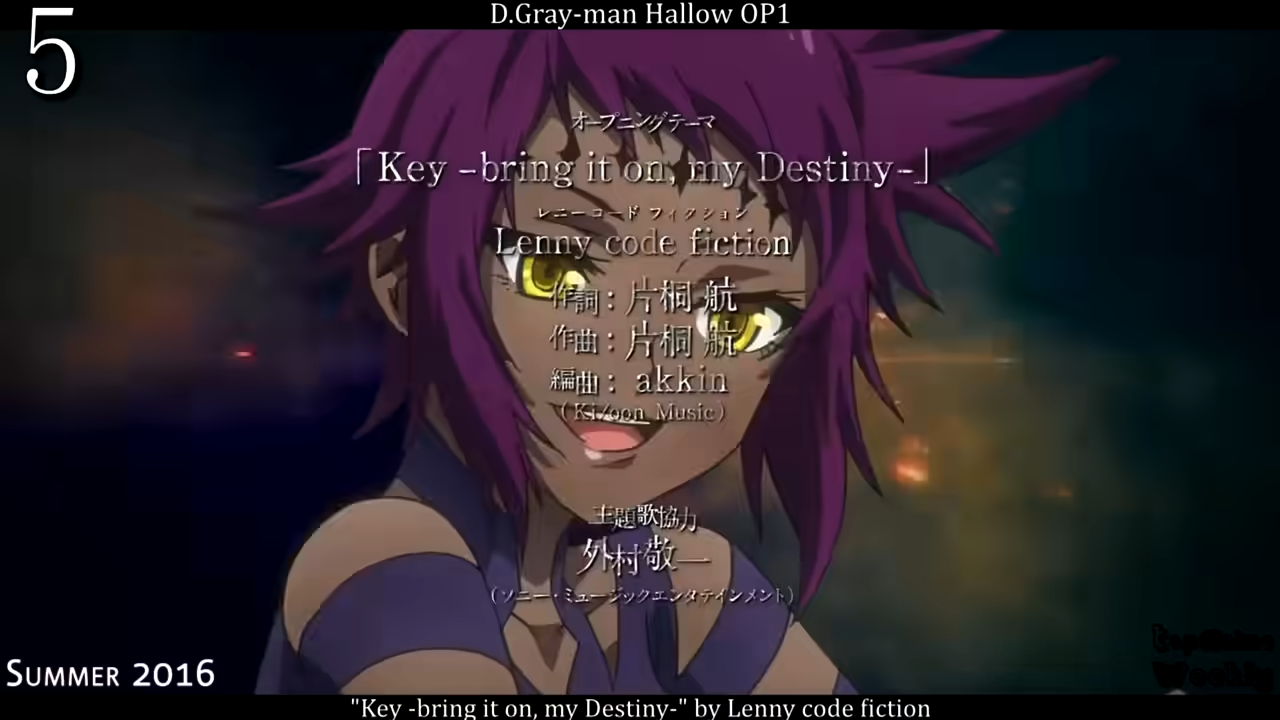 D.Gray-man Hallow OP1
5
オープニングテーマ
「Key -bring it on, my Destiny-」
レニー コード フィクション
Lenny code fiction
作詞: 片桐 航
作曲: 片桐 航
編曲: akkin
(Ki/oon Music)
主題歌協力
外村敬一
(ソニー・ミュージックエンタテインメント)
SUMMER 2016
Weekly
"Key -bring it on, my Destiny-" by Lenny code fiction